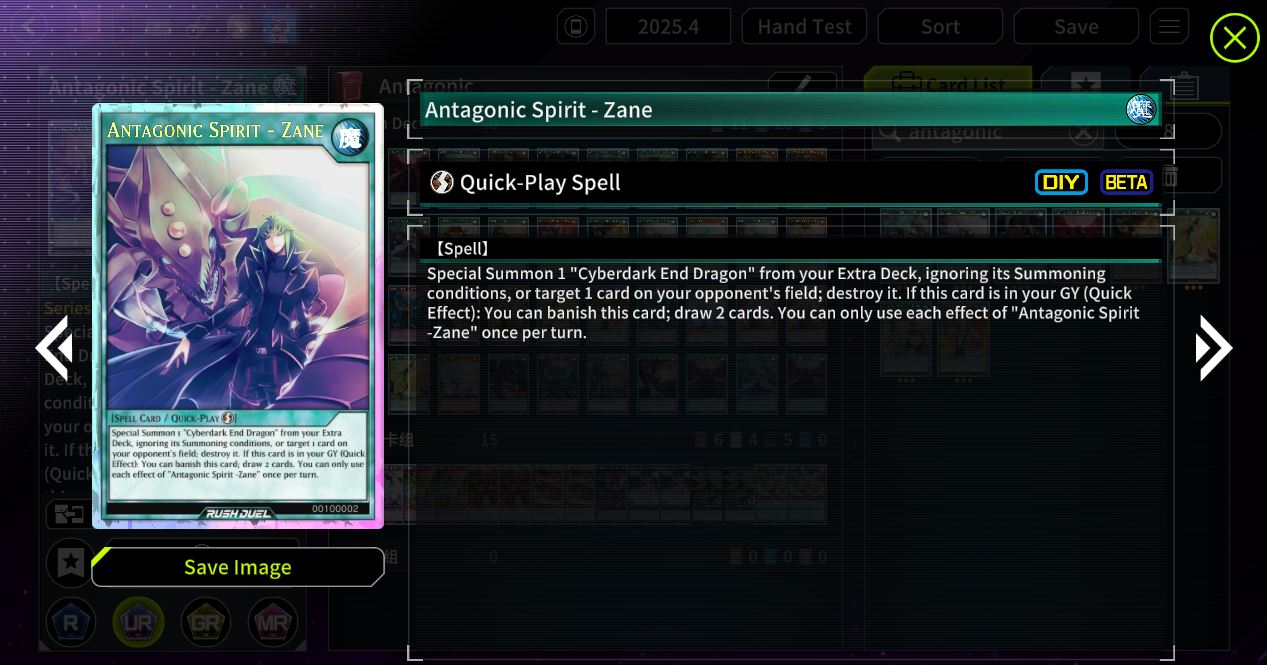 2025.4
Hand Test
Sort
Save
Antagonic Spirit - Zane
Antagonic
Card List
Antagonic Spirit - Zane
antagonic
8
ANTAGONIC SPIRIT - ZANE
魔
Quick-Play Spell
DIY
BETA
【Spell】
Special Summon 1 "Cyberdark End Dragon" from your Extra Deck, ignoring its Summoning
conditions, or target 1 card on your opponent's field; destroy it. If this card is in your GY (Quick
Effect): You can banish this card; draw 2 cards. You can only use each effect of "Antagonic Spirit
-Zane" once per turn.
[SPELL CARD / QUICK-PLAY]
Special Summon 1 "Cyberdark End Dragon" from your Extra
Deck, ignoring its Summoning conditions, or target 1 card on
your opponent's field; destroy it. If this card is in your GY (Quick
Effect): You can banish this card; draw 2 cards. You can only use
each effect of "Antagonic Spirit -Zane" once per turn.
RUSH DUEL
00100002
卡组
15
6
4
5
0
组
0
0
0
0
Save Image
R
UR
GR
MR